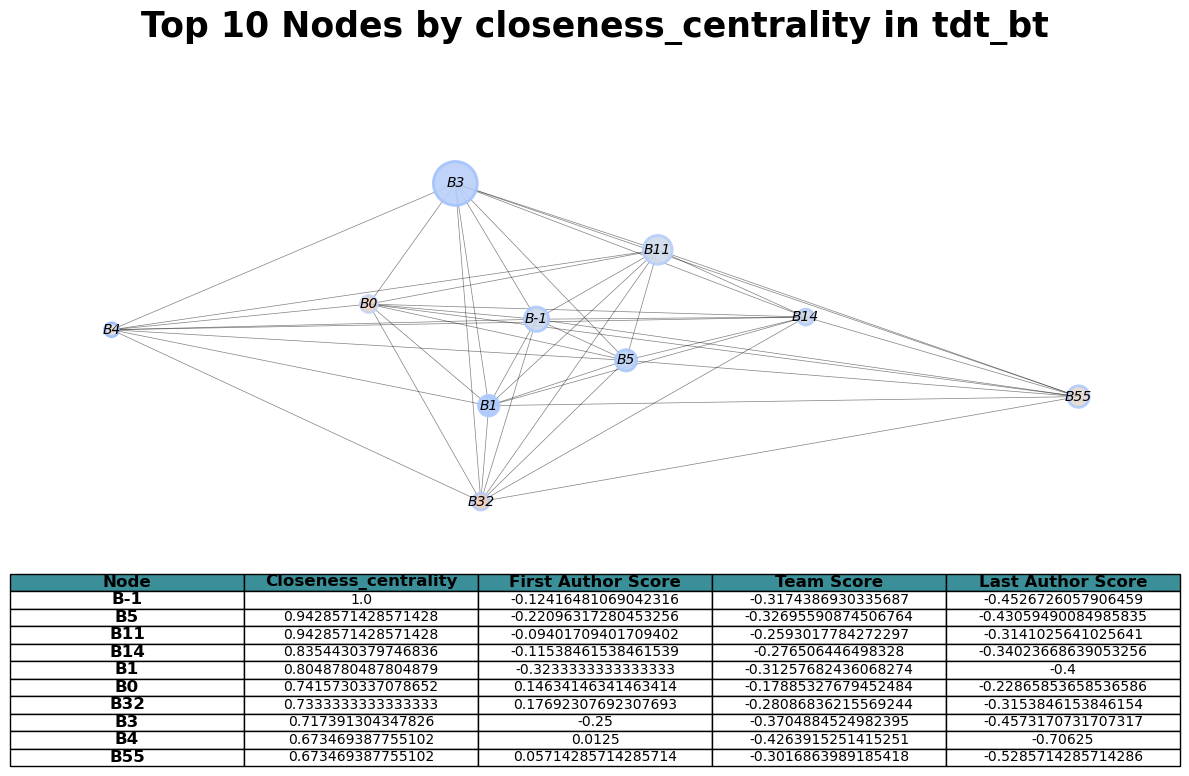 Top 10 Nodes by closeness_centrality in tdt_bt
B3
B11
B0
B-1
B14
B4
B5
B55
B1
B32
Node Closeness_centrality First Author Score Team Score Last Author Score
B-1 1.0 -0.12416481069042316 -0.3174386930335687 -0.4526726057906459
B5 0.9428571428571428 -0.22096317280453256 -0.32695590874506764 -0.43059490084985835
B11 0.9428571428571428 -0.09401709401709402 -0.2593017784272297 -0.3141025641025641
B14 0.8354430379746836 -0.11538461538461539 -0.276506446498328 -0.34023668639053256
B1 0.8048780487804879 -0.3233333333333333 -0.31257682436068274 -0.4
B0 0.7415730337078652 0.14634146341463414 -0.17885327679452484 -0.22865853658536586
B32 0.7333333333333333 0.17692307692307693 -0.28086836215569244 -0.3153846153846154
B3 0.717391304347826 -0.25 -0.3704884524982395 -0.4573170731707317
B4 0.673469387755102 0.0125 -0.4263915251415251 -0.70625
B55 0.673469387755102 0.05714285714285714 -0.3016863989185418 -0.5285714285714286